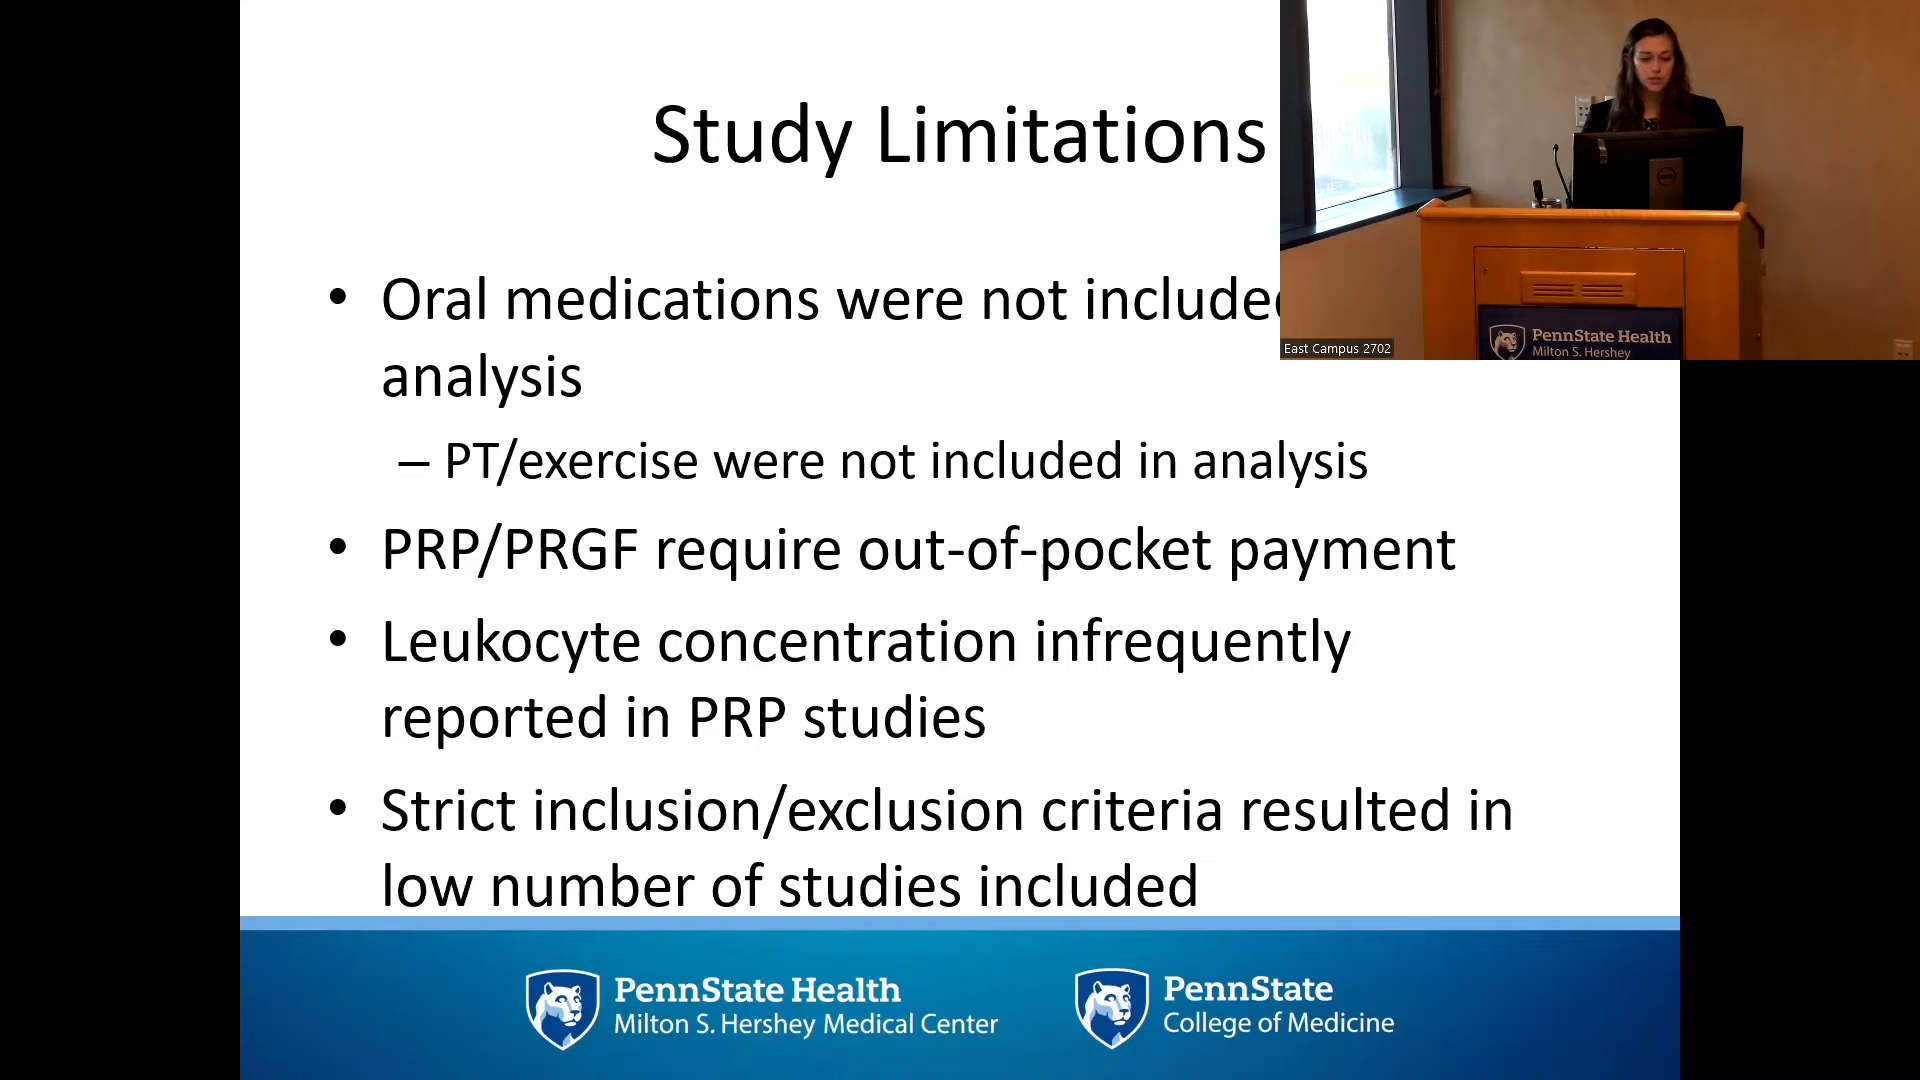 Study Limitations
• Oral medications were not include
analysis
– PT/exercise were not included in analysis
• PRP/PRGF require out-of-pocket payment
• Leukocyte concentration infrequently
reported in PRP studies
• Strict inclusion/exclusion criteria resulted in
low number of studies included
PennState Health
Milton S. Hershey Medical Center
PennState
College of Medicine
East Campus 2702
PennState Health
Milton S. Hershey
DELL